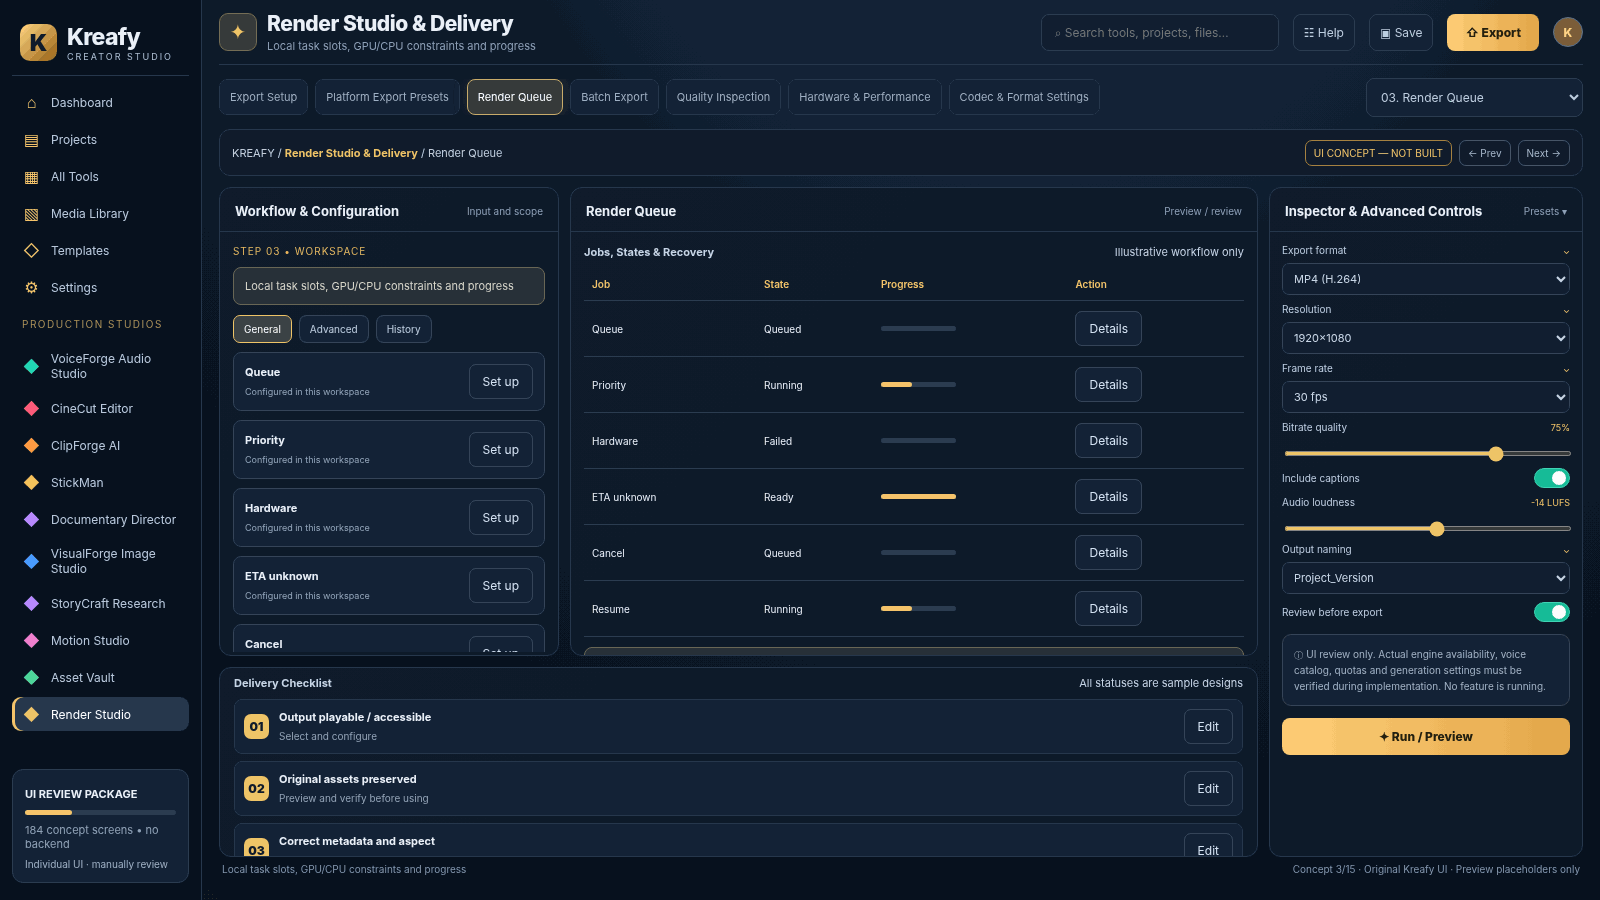 K Kreafy
CREATOR STUDIO
Dashboard
Projects
All Tools
Media Library
Templates
Settings
PRODUCTION STUDIOS
VoiceForge Audio
Studio
CineCut Editor
ClipForge AI
StickMan
Documentary Director
VisualForge Image
Studio
StoryCraft Research
Motion Studio
Asset Vault
Render Studio
UI REVIEW PACKAGE
184 concept screens • no
backend
Individual UI · manually review
Render Studio & Delivery
Local task slots, GPU/CPU constraints and progress
Search tools, projects, files...
Help
Save
Export
K
Export Setup
Platform Export Presets
Render Queue
Batch Export
Quality Inspection
Hardware & Performance
Codec & Format Settings
03. Render Queue
KREAFY / Render Studio & Delivery / Render Queue
UI CONCEPT — NOT BUILT
← Prev
Next →
Workflow & Configuration
Input and scope
STEP 03 • WORKSPACE
Local task slots, GPU/CPU constraints and progress
General
Advanced
History
Queue
Configured in this workspace
Set up
Priority
Configured in this workspace
Set up
Hardware
Configured in this workspace
Set up
ETA unknown
Configured in this workspace
Set up
Cancel
Set up
Render Queue
Preview / review
Jobs, States & Recovery
Illustrative workflow only
Job State Progress Action
Queue Queued Details
Priority Running Details
Hardware Failed Details
ETA unknown Ready Details
Cancel Queued Details
Resume Running Details
Delivery Checklist
All statuses are sample designs
01 Output playable / accessible
Select and configure
Edit
02 Original assets preserved
Preview and verify before using
Edit
03 Correct metadata and aspect
Edit
Local task slots, GPU/CPU constraints and progress
Inspector & Advanced Controls
Presets ▾
Export format
MP4 (H.264)
Resolution
1920×1080
Frame rate
30 fps
Bitrate quality 75%
Include captions
Audio loudness -14 LUFS
Output naming
Project_Version
Review before export
ⓘ UI review only. Actual engine availability, voice
catalog, quotas and generation settings must be
verified during implementation. No feature is running.
✦ Run / Preview
Concept 3/15 · Original Kreafy UI · Preview placeholders only